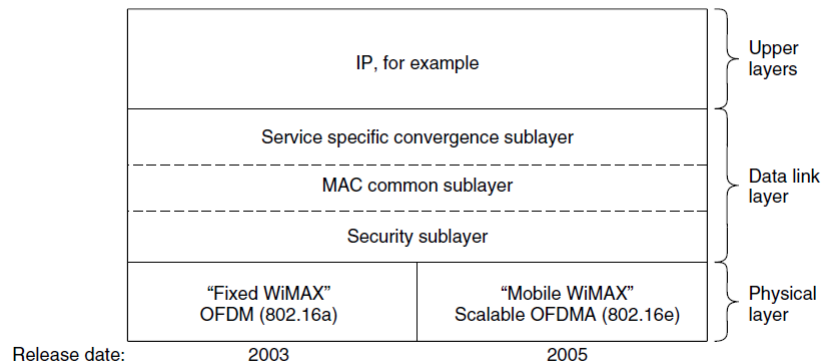 IP, for example
Upper
layers
Service specific convergence sublayer
MAC common sublayer
Data link
layer
Security sublayer
“Fixed WiMAX”
OFDM (802.16a)
“Mobile WiMAX”
Scalable OFDMA (802.16e)
Physical
layer
Release date: 2003 2005